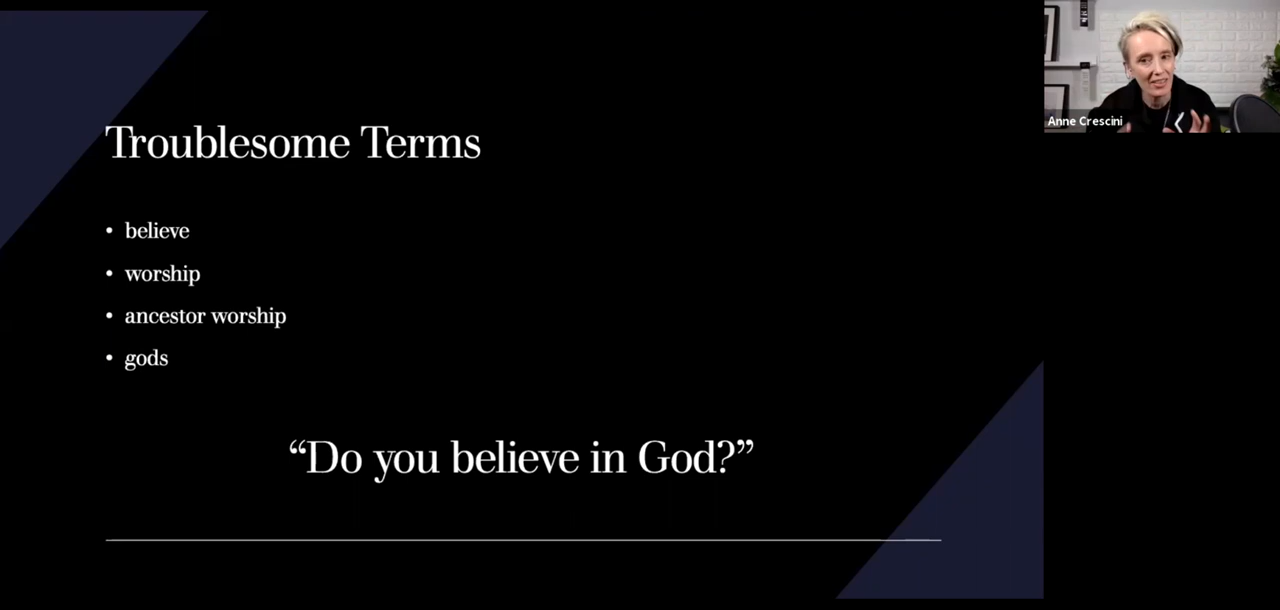 Troublesome Terms
• believe
• worship
• ancestor worship
• gods
“Do you believe in God?”
Anne Crescini